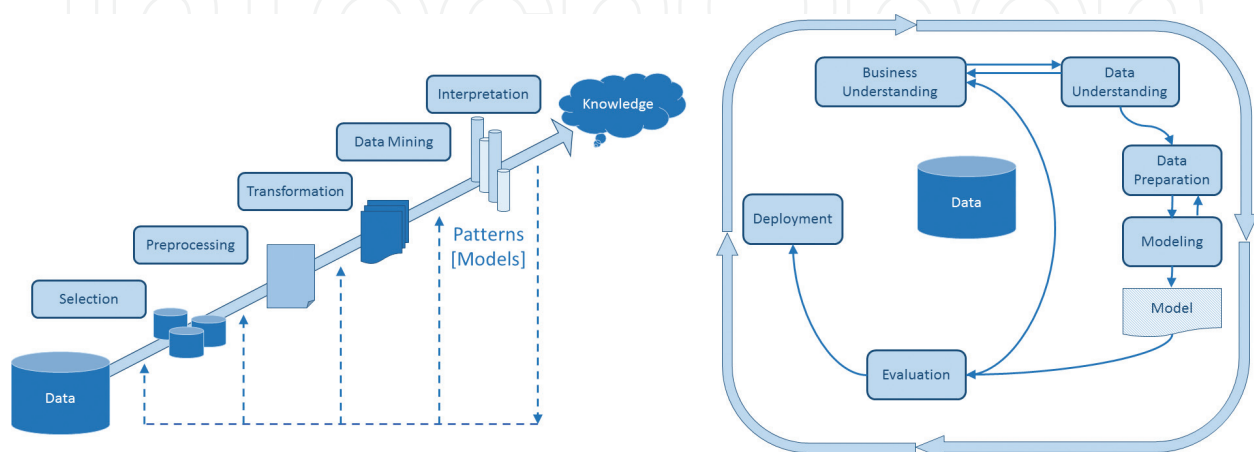 Interpretation
Knowledge
Data Mining
Transformation
Patterns
[Models]
Preprocessing
Selection
Data
Business
Understanding
Data
Understanding
Data
Preparation
Data
Deployment
Modeling
Model
Evaluation